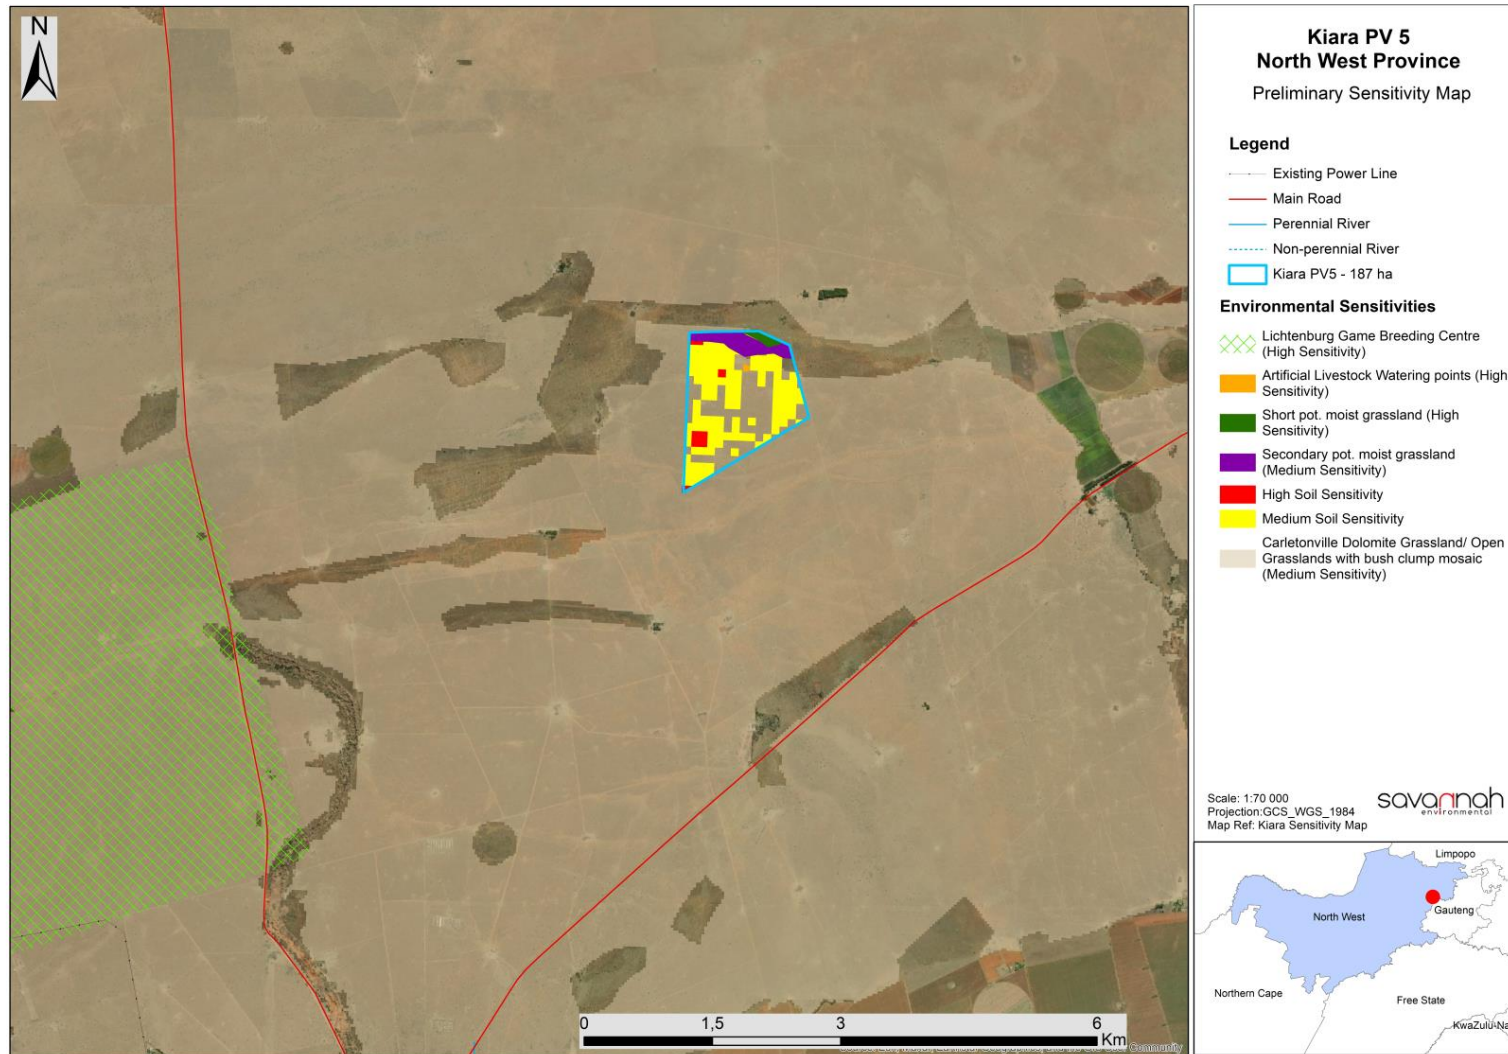 N
Kiara PV 5
North West Province
Preliminary Sensitivity Map
Legend
Existing Power Line
Main Road
Perennial River
Non-perennial River
Kiara PV5 - 187 ha
Environmental Sensitivities
Lichtenburg Game Breeding Centre
(High Sensitivity)
Artificial Livestock Watering points (High
Sensitivity)
Short pot. moist grassland (High
Sensitivity)
Secondary pot. moist grassland
(Medium Sensitivity)
High Soil Sensitivity
Medium Soil Sensitivity
Carletonville Dolomite Grassland/ Open
Grasslands with bush clump mosaic
(Medium Sensitivity)
Scale: 1:70 000
Projection:GCS_WGS_1984
Map Ref: Kiara Sensitivity Map
savannah
environmental
Limpopo
North West
Gauteng
Northern Cape
Free State
KwaZulu-Na
0 1,5 3 6
Km
Community